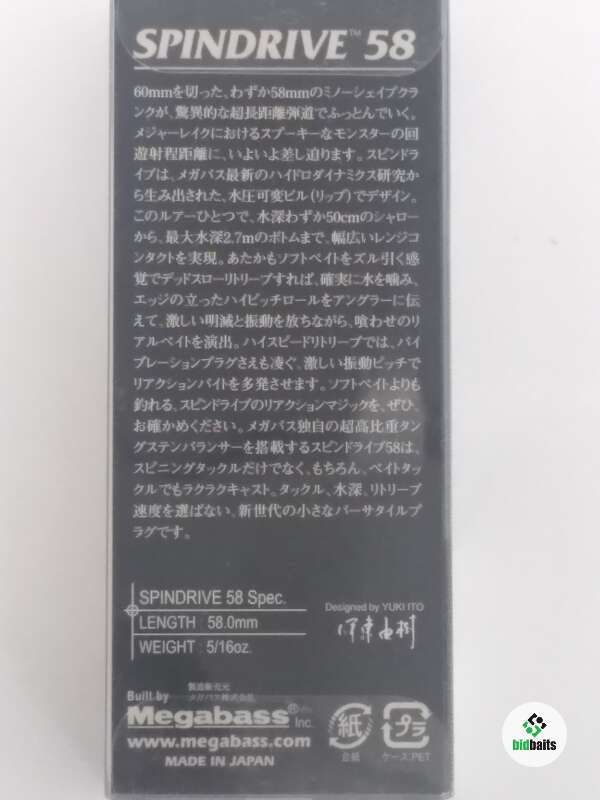 SPINDRIVE™ 58
60mmを切った、わずか58mmのミノーシェイプクラ
ンクが、驚異的な超長距離弾道でふっとんでいく。
メジャーレイクにおけるスプーキーなモンスターの回
遊射程距離に、いよいよ差し迫ります。スピンドラ
イブは、メガバス最新のハイドロダイナミクス研究か
ら生み出された、水圧可変ビル(リップ)でデザイン。
このルアーひとつで、水深わずか50cmのシャロー
から、最大水深2.7mのボトムまで、幅広いレンジコ
ンタクトを実現。あたかもソフトベイトをズル引く感
覚でデッドスローリトリーブすれば、確実に水を噛み、
エッジの立ったハイピッチロールをアングラーに伝
えて、激しい明滅と振動を放ちながら、喰わせのリ
アルベイトを演出。ハイスピードリトリーブでは、バイ
ブレーションプラグさえも凌ぐ、激しい振動ピッチで
リアクションバイトを多発させます。ソフトベイトよりも
釣れる、スピンドライブのリアクションマジックを、ぜひ、
お確かめください。メガバス独自の超高比重タン
グステンバランサーを搭載するスピンドライブ58は、
スピニングタックルだけでなく、もちろん、ベイトタッ
クルでもラクラクキャスト。タックル、水深、リトリーブ
速度を選ばない、新世代の小さなバーサタイルプ
ラグです。
SPINDRIVE 58 Spec.
LENGTH : 58.0mm
WEIGHT : 5/16oz.
Designed by YUKI ITO
伊東由樹
Built by
製造販売元
メガバス株式会社
Megabass® Inc.
www.megabass.com
MADE IN JAPAN
紙
台紙
プラ
ケース:PET
bidbaits